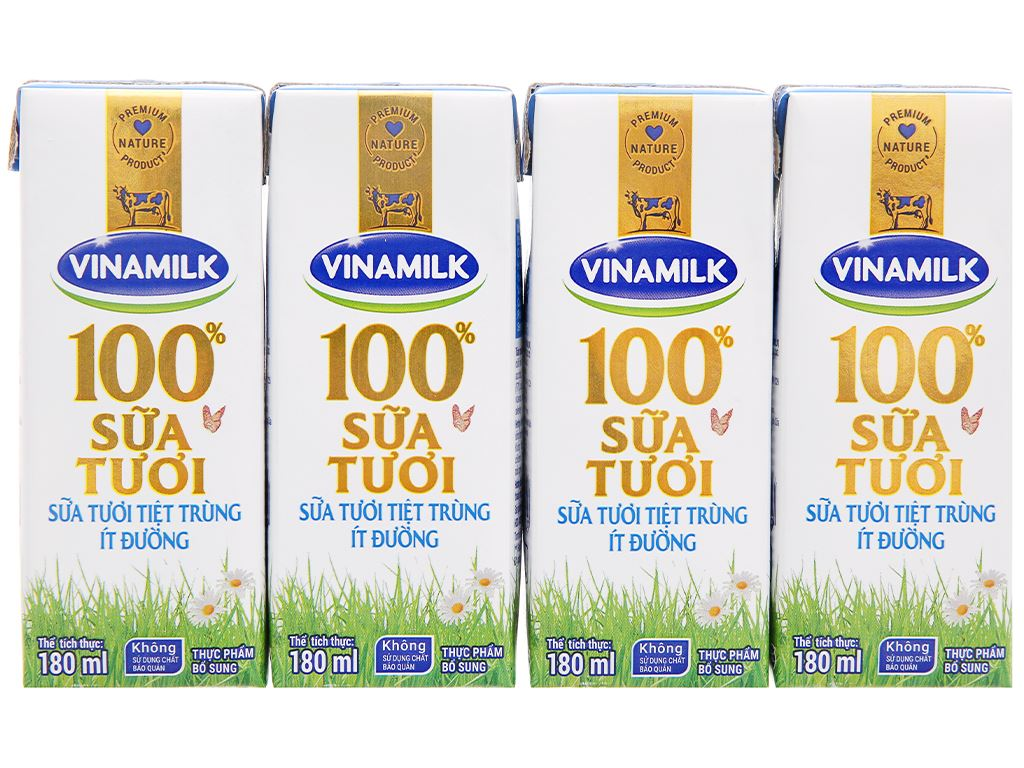 PREMIUM
NATURE
PRODUCT
VINAMILK
100%
SỮA
TƯƠI
SỮA TƯƠI TIỆT TRÙNG
ÍT ĐƯỜNG
Thể tích thực:
180 ml
Không
SỬ DỤNG CHẤT
BẢO QUẢN
THỰC PHẨM
BỔ SUNG
PREMIUM
NATURE
PRODUCT
VINAMILK
100%
SỮA
TƯƠI
SỮA TƯƠI TIỆT TRÙNG
ÍT ĐƯỜNG
Thể tích thực:
180 ml
Không
SỬ DỤNG CHẤT
BẢO QUẢN
THỰC PHẨM
BỔ SUNG
PREMIUM
NATURE
PRODUCT
VINAMILK
100%
SỮA
TƯƠI
SỮA TƯƠI TIỆT TRÙNG
ÍT ĐƯỜNG
Thể tích thực:
180 ml
Không
SỬ DỤNG CHẤT
BẢO QUẢN
THỰC PHẨM
BỔ SUNG
PREMIUM
NATURE
PRODUCT
VINAMILK
100%
SỮA
TƯƠI
SỮA TƯƠI TIỆT TRÙNG
ÍT ĐƯỜNG
Thể tích thực:
180 ml
Không
SỬ DỤNG CHẤT
BẢO QUẢN
THỰC PHẨM
BỔ SUNG